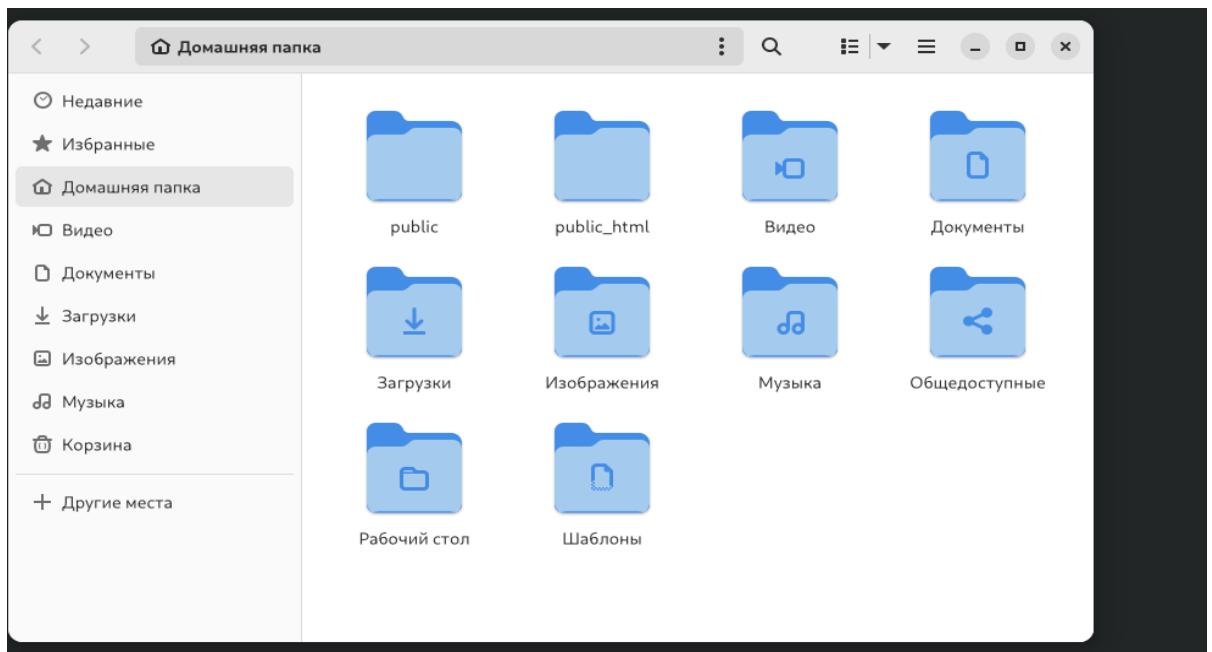 Домашняя папка
Недавние
Избранные
Домашняя папка
Видео
Документы
Загрузки
Изображения
Музыка
Корзина
Другие места
public
public_html
Видео
Документы
Загрузки
Изображения
Музыка
Общедоступные
Рабочий стол
Шаблоны